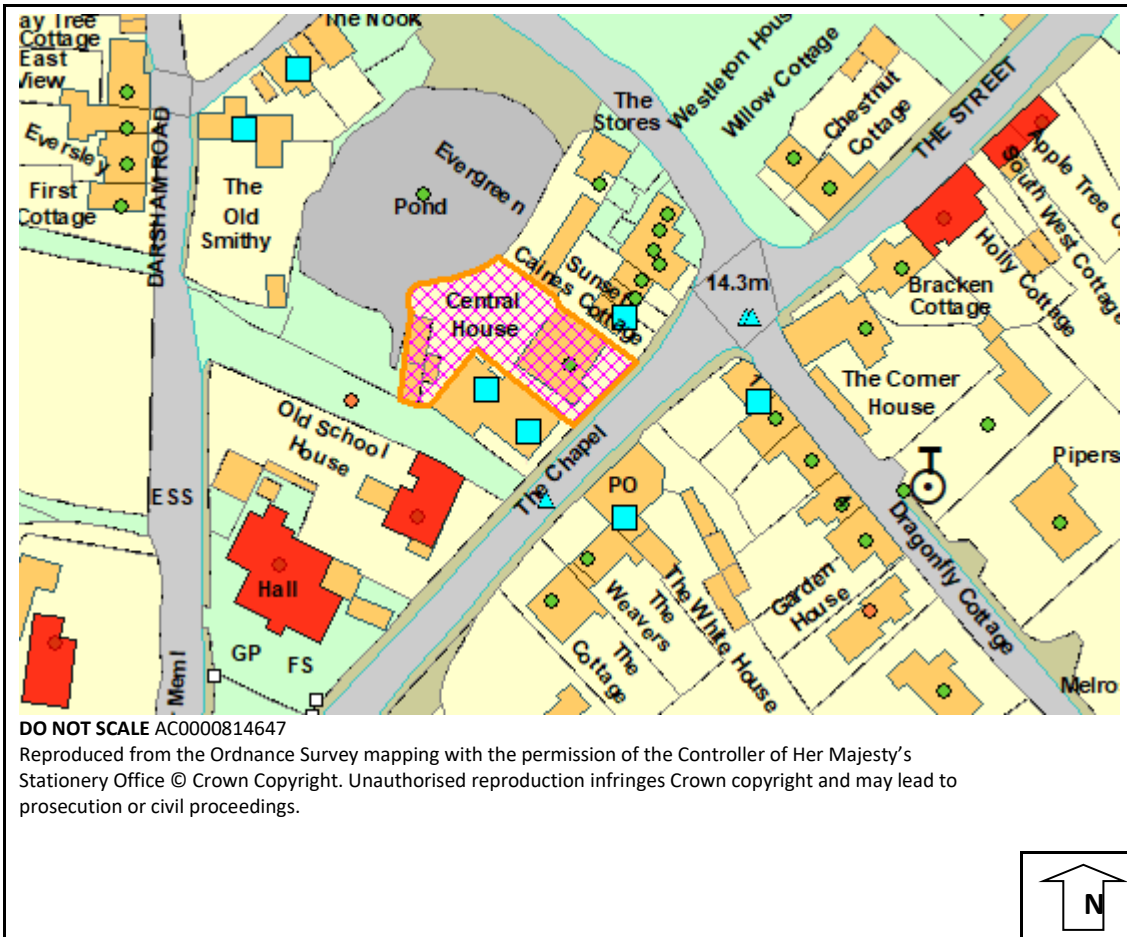 ay Tree
Cottage
East
View
The Nook
Eversley
First
Cottage
DARSHAM ROAD
The
Old
Smithy
Pond
Evergreen
The
Stores
Westleton Hous
Willow Cottage
Chestnut
Cottage
THE STREET
Apple Tree C
South West Cottage
Holly Cottage
Bracken
Cottage
14.3m
Sunset
Cottage
Caines
Central
House
The Corner
House
1
Pipers
Old School
House
ESS
The Chapel
PO
Hall
The
Weavers
The White House
The
Cottage
Garden
House
4
Dragonfly Cottage
GP
FS
Meml
Melro
DO NOT SCALE AC0000814647
Reproduced from the Ordnance Survey mapping with the permission of the Controller of Her Majesty’s
Stationery Office © Crown Copyright. Unauthorised reproduction infringes Crown copyright and may lead to
prosecution or civil proceedings.
N